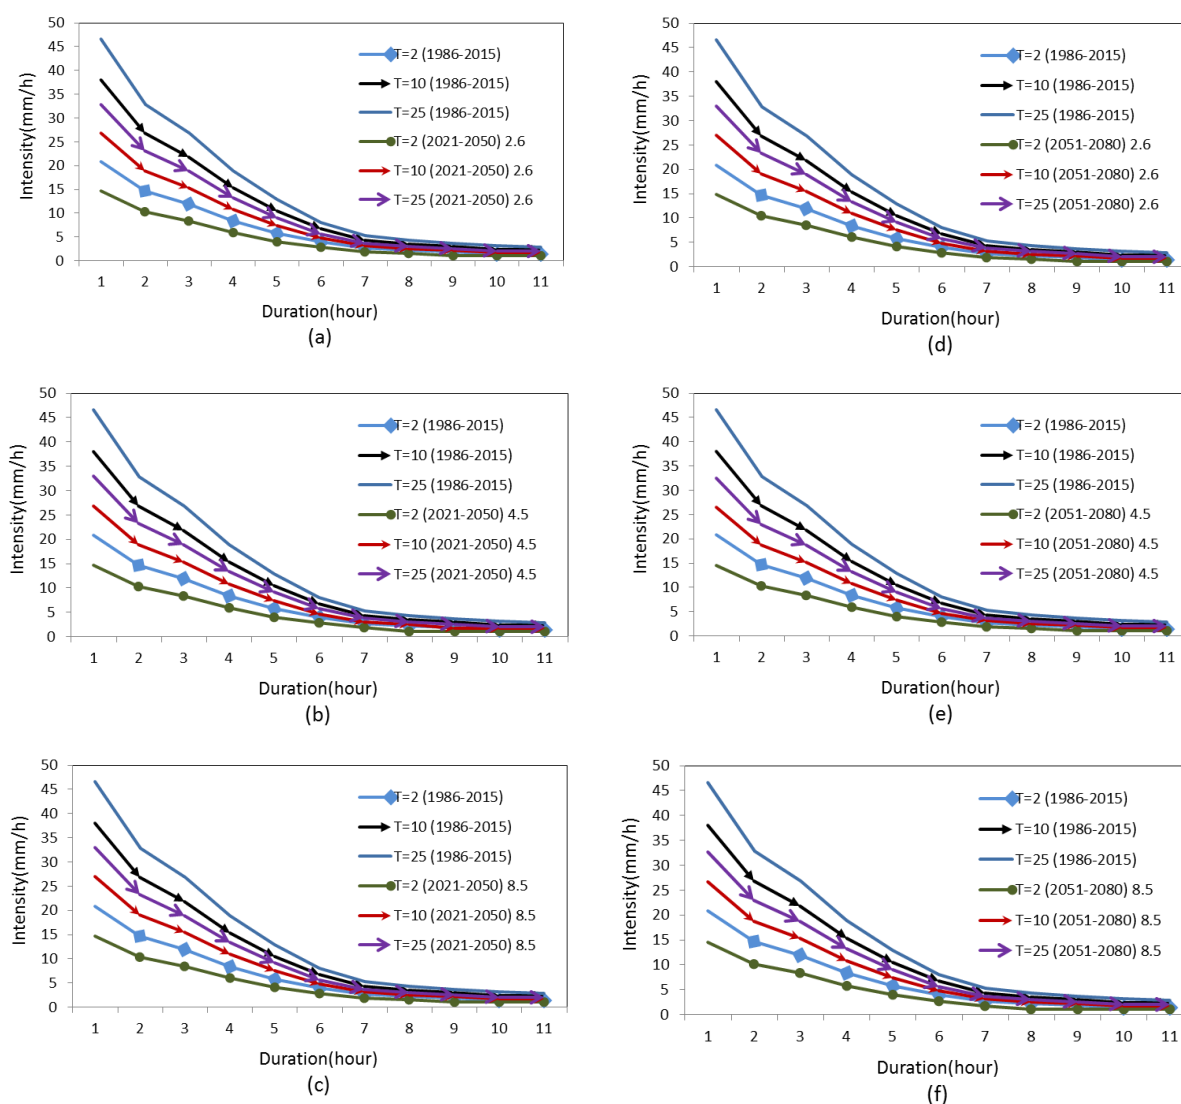 50
45
40
35
30
25
20
15
10
5
0
Intensity(mm/h)
T=2 (1986-2015)
T=10 (1986-2015)
T=25 (1986-2015)
T=2 (2021-2050) 2.6
T=10 (2021-2050) 2.6
T=25 (2021-2050) 2.6
1 2 3 4 5 6 7 8 9 10 11
Duration(hour)
(a)
50
45
40
35
30
25
20
15
10
5
0
Intensity(mm/h)
T=2 (1986-2015)
T=10 (1986-2015)
T=25 (1986-2015)
T=2 (2051-2080) 2.6
T=10 (2051-2080) 2.6
T=25 (2051-2080) 2.6
1 2 3 4 5 6 7 8 9 10 11
Duration(hour)
(d)
50
45
40
35
30
25
20
15
10
5
0
Intensity(mm/h)
T=2 (1986-2015)
T=10 (1986-2015)
T=25 (1986-2015)
T=2 (2021-2050) 4.5
T=10 (2021-2050) 4.5
T=25 (2021-2050) 4.5
1 2 3 4 5 6 7 8 9 10 11
Duration(hour)
(b)
50
45
40
35
30
25
20
15
10
5
0
Intensity(mm/h)
T=2 (1986-2015)
T=10 (1986-2015)
T=25 (1986-2015)
T=2 (2051-2080) 4.5
T=10 (2051-2080) 4.5
T=25 (2051-2080) 4.5
1 2 3 4 5 6 7 8 9 10 11
Duration(hour)
(e)
50
45
40
35
30
25
20
15
10
5
0
Intensity(mm/h)
T=2 (1986-2015)
T=10 (1986-2015)
T=25 (1986-2015)
T=2 (2021-2050) 8.5
T=10 (2021-2050) 8.5
T=25 (2021-2050) 8.5
1 2 3 4 5 6 7 8 9 10 11
Duration(hour)
(c)
50
45
40
35
30
25
20
15
10
5
0
Intensity(mm/h)
T=2 (1986-2015)
T=10 (1986-2015)
T=25 (1986-2015)
T=2 (2051-2080) 8.5
T=10 (2051-2080) 8.5
T=25 (2051-2080) 8.5
1 2 3 4 5 6 7 8 9 10 11
Duration(hour)
(f)